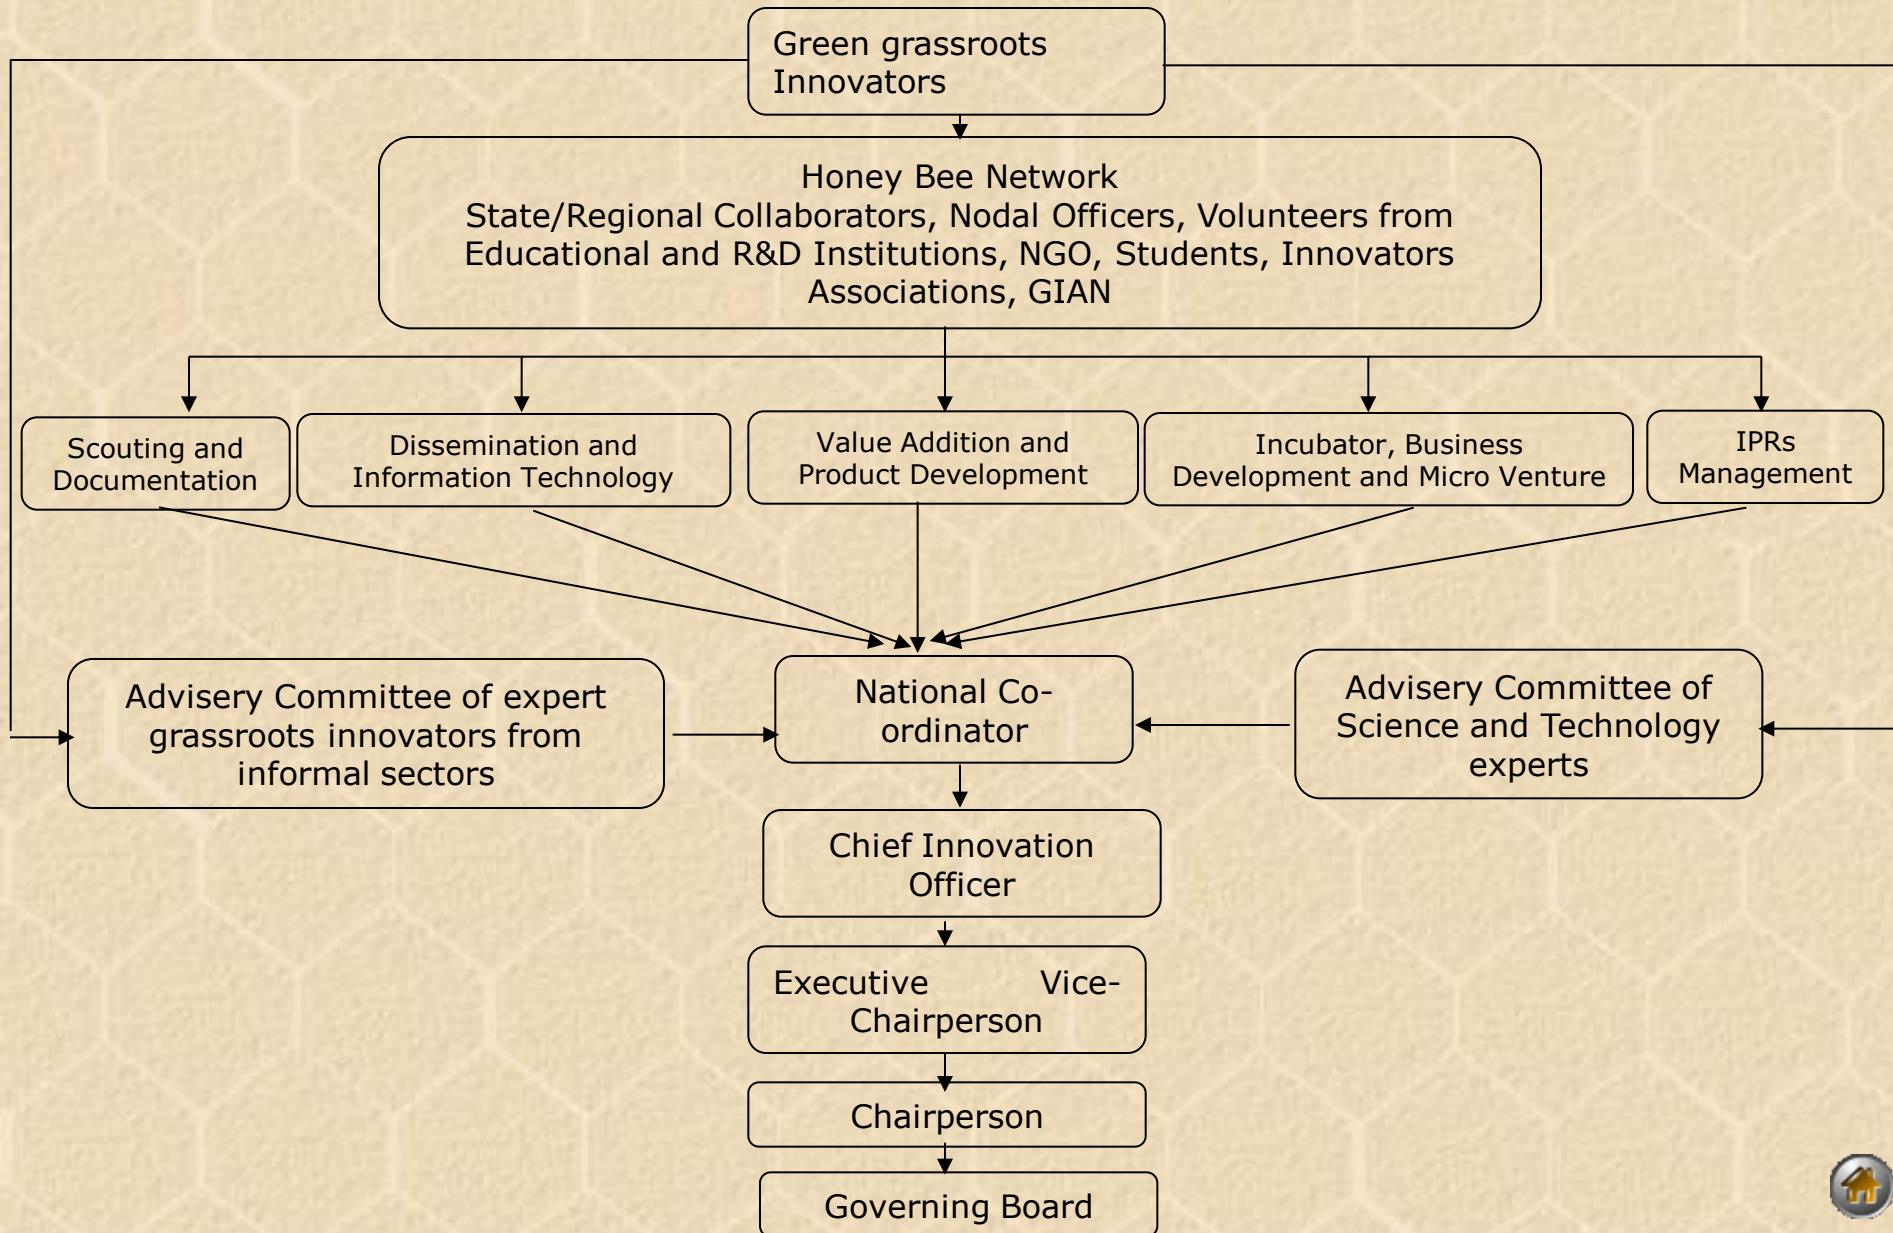 Green grassroots
Innovators
Honey Bee Network
State/Regional Collaborators, Nodal Officers, Volunteers from
Educational and R&D Institutions, NGO, Students, Innovators
Associations, GIAN
Scouting and
Documentation
Dissemination and
Information Technology
Value Addition and
Product Development
Incubator, Business
Development and Micro Venture
IPRs
Management
Advisery Committee of expert
grassroots innovators from
informal sectors
National Co-
ordinator
Advisery Committee of
Science and Technology
experts
Chief Innovation
Officer
Executive Vice-
Chairperson
Chairperson
Governing Board